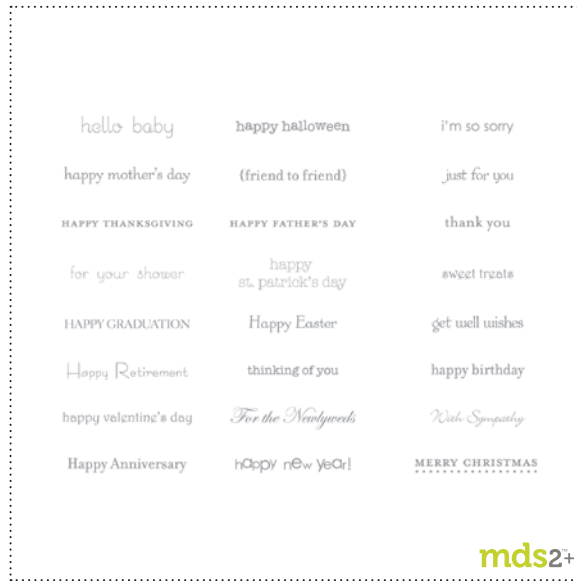 hello baby
happy halloween
i'm so sorry
happy mother's day
(friend to friend)
just for you
HAPPY THANKSGIVING
HAPPY FATHER'S DAY
thank you
for your shower
happy
st. patrick's day
sweet treats
HAPPY GRADUATION
Happy Easter
get well wishes
Happy Retirement
thinking of you
happy birthday
happy valentine's day
For the Newlyweds
With Sympathy
Happy Anniversary
happy new year!
MERRY CHRISTMAS
mds2™+